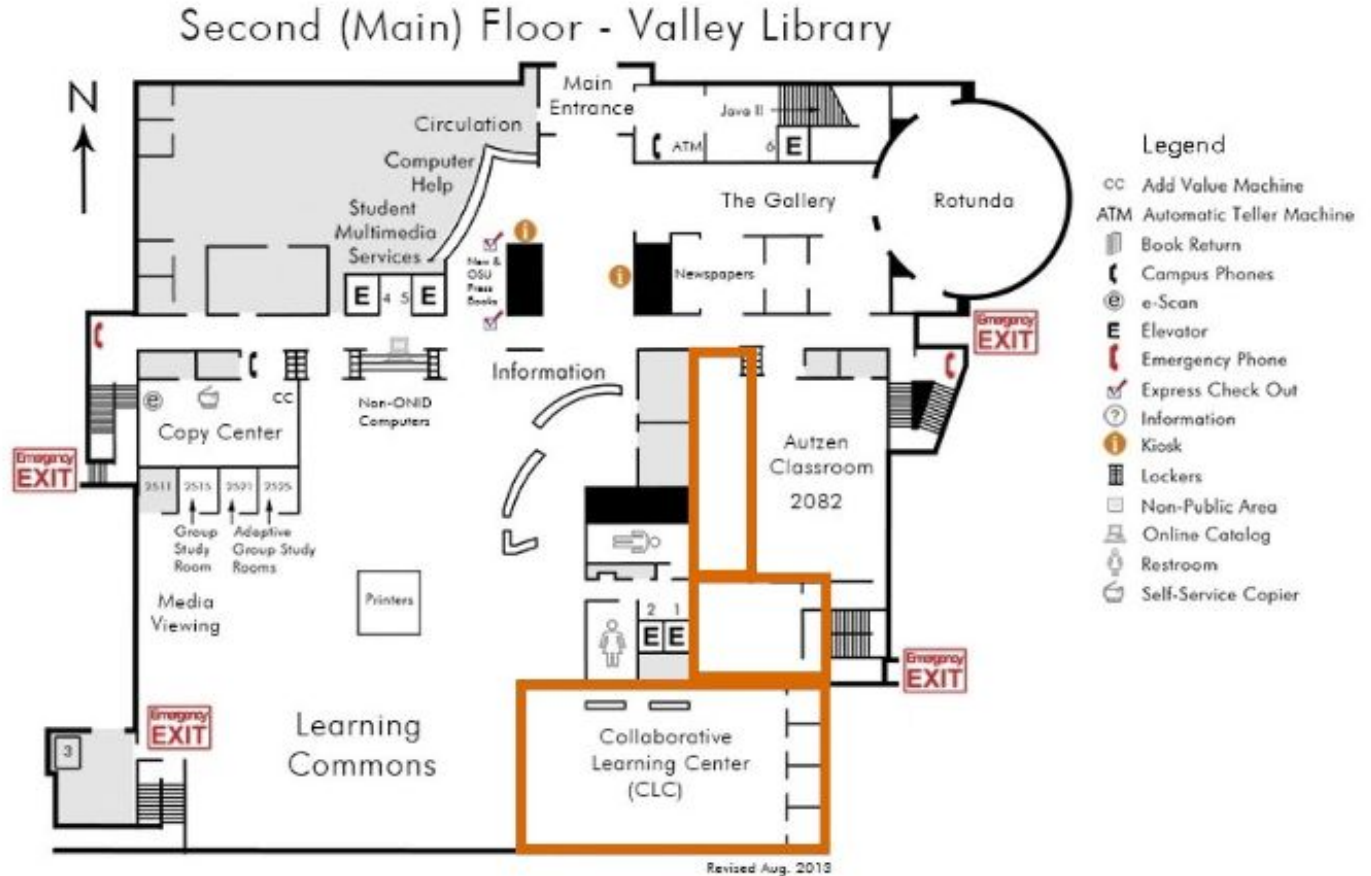 Second (Main) Floor - Valley Library
N
Main
Entrance
Circulation
Computer
Help
Student
Multimedia
Services
Java II
ATM
6 E
The Gallery
Rotunda
New &
OSU
Press
Books
Newspapers
E 4 5 E
Information
Non-ONID
Computers
e
CC
Copy Center
2511 2515 2521 2525
Group
Study
Room
Adaptive
Group Study
Rooms
Media
Viewing
Printers
Autzen
Classroom
2082
2 1
E E
Emergency
EXIT
Emergency
EXIT
Emergency
EXIT
Emergency
EXIT
3
Learning
Commons
Collaborative
Learning Center
(CLC)
Revised Aug. 2013
Legend
CC Add Value Machine
ATM Automatic Teller Machine
Book Return
Campus Phones
e e-Scan
E Elevator
Emergency Phone
Express Check Out
? Information
i Kiosk
Lockers
Non-Public Area
Online Catalog
Restroom
Self-Service Copier